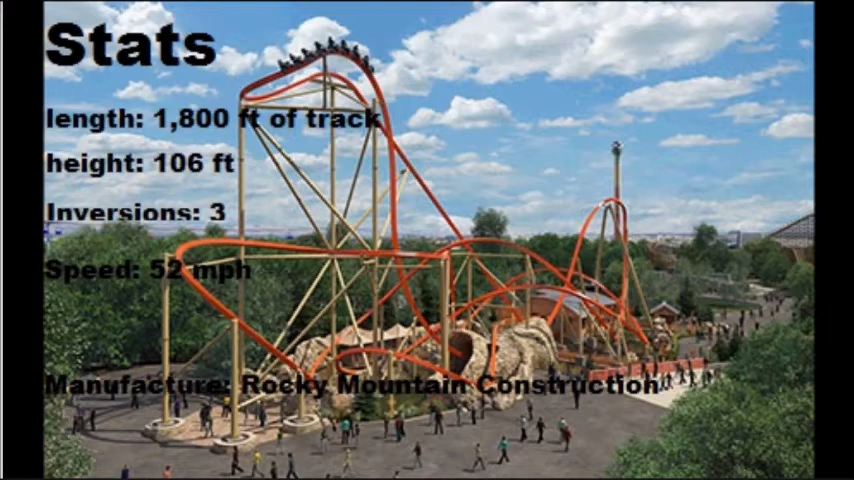 Stats
length: 1,800 ft of track
height: 106 ft
Inversions: 3
Speed: 52 mph
Manufacture: Rocky Mountain Construction